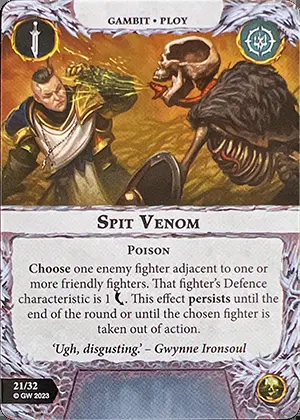 GAMBIT • PLOY
SPIT VENOM
POISON
Choose one enemy fighter adjacent to one or
more friendly fighters. That fighter's Defence
characteristic is 1 . This effect persists until the
end of the round or until the chosen fighter is
taken out of action.
'Ugh, disgusting.' – Gwynne Ironsoul
21/32
© GW 2023